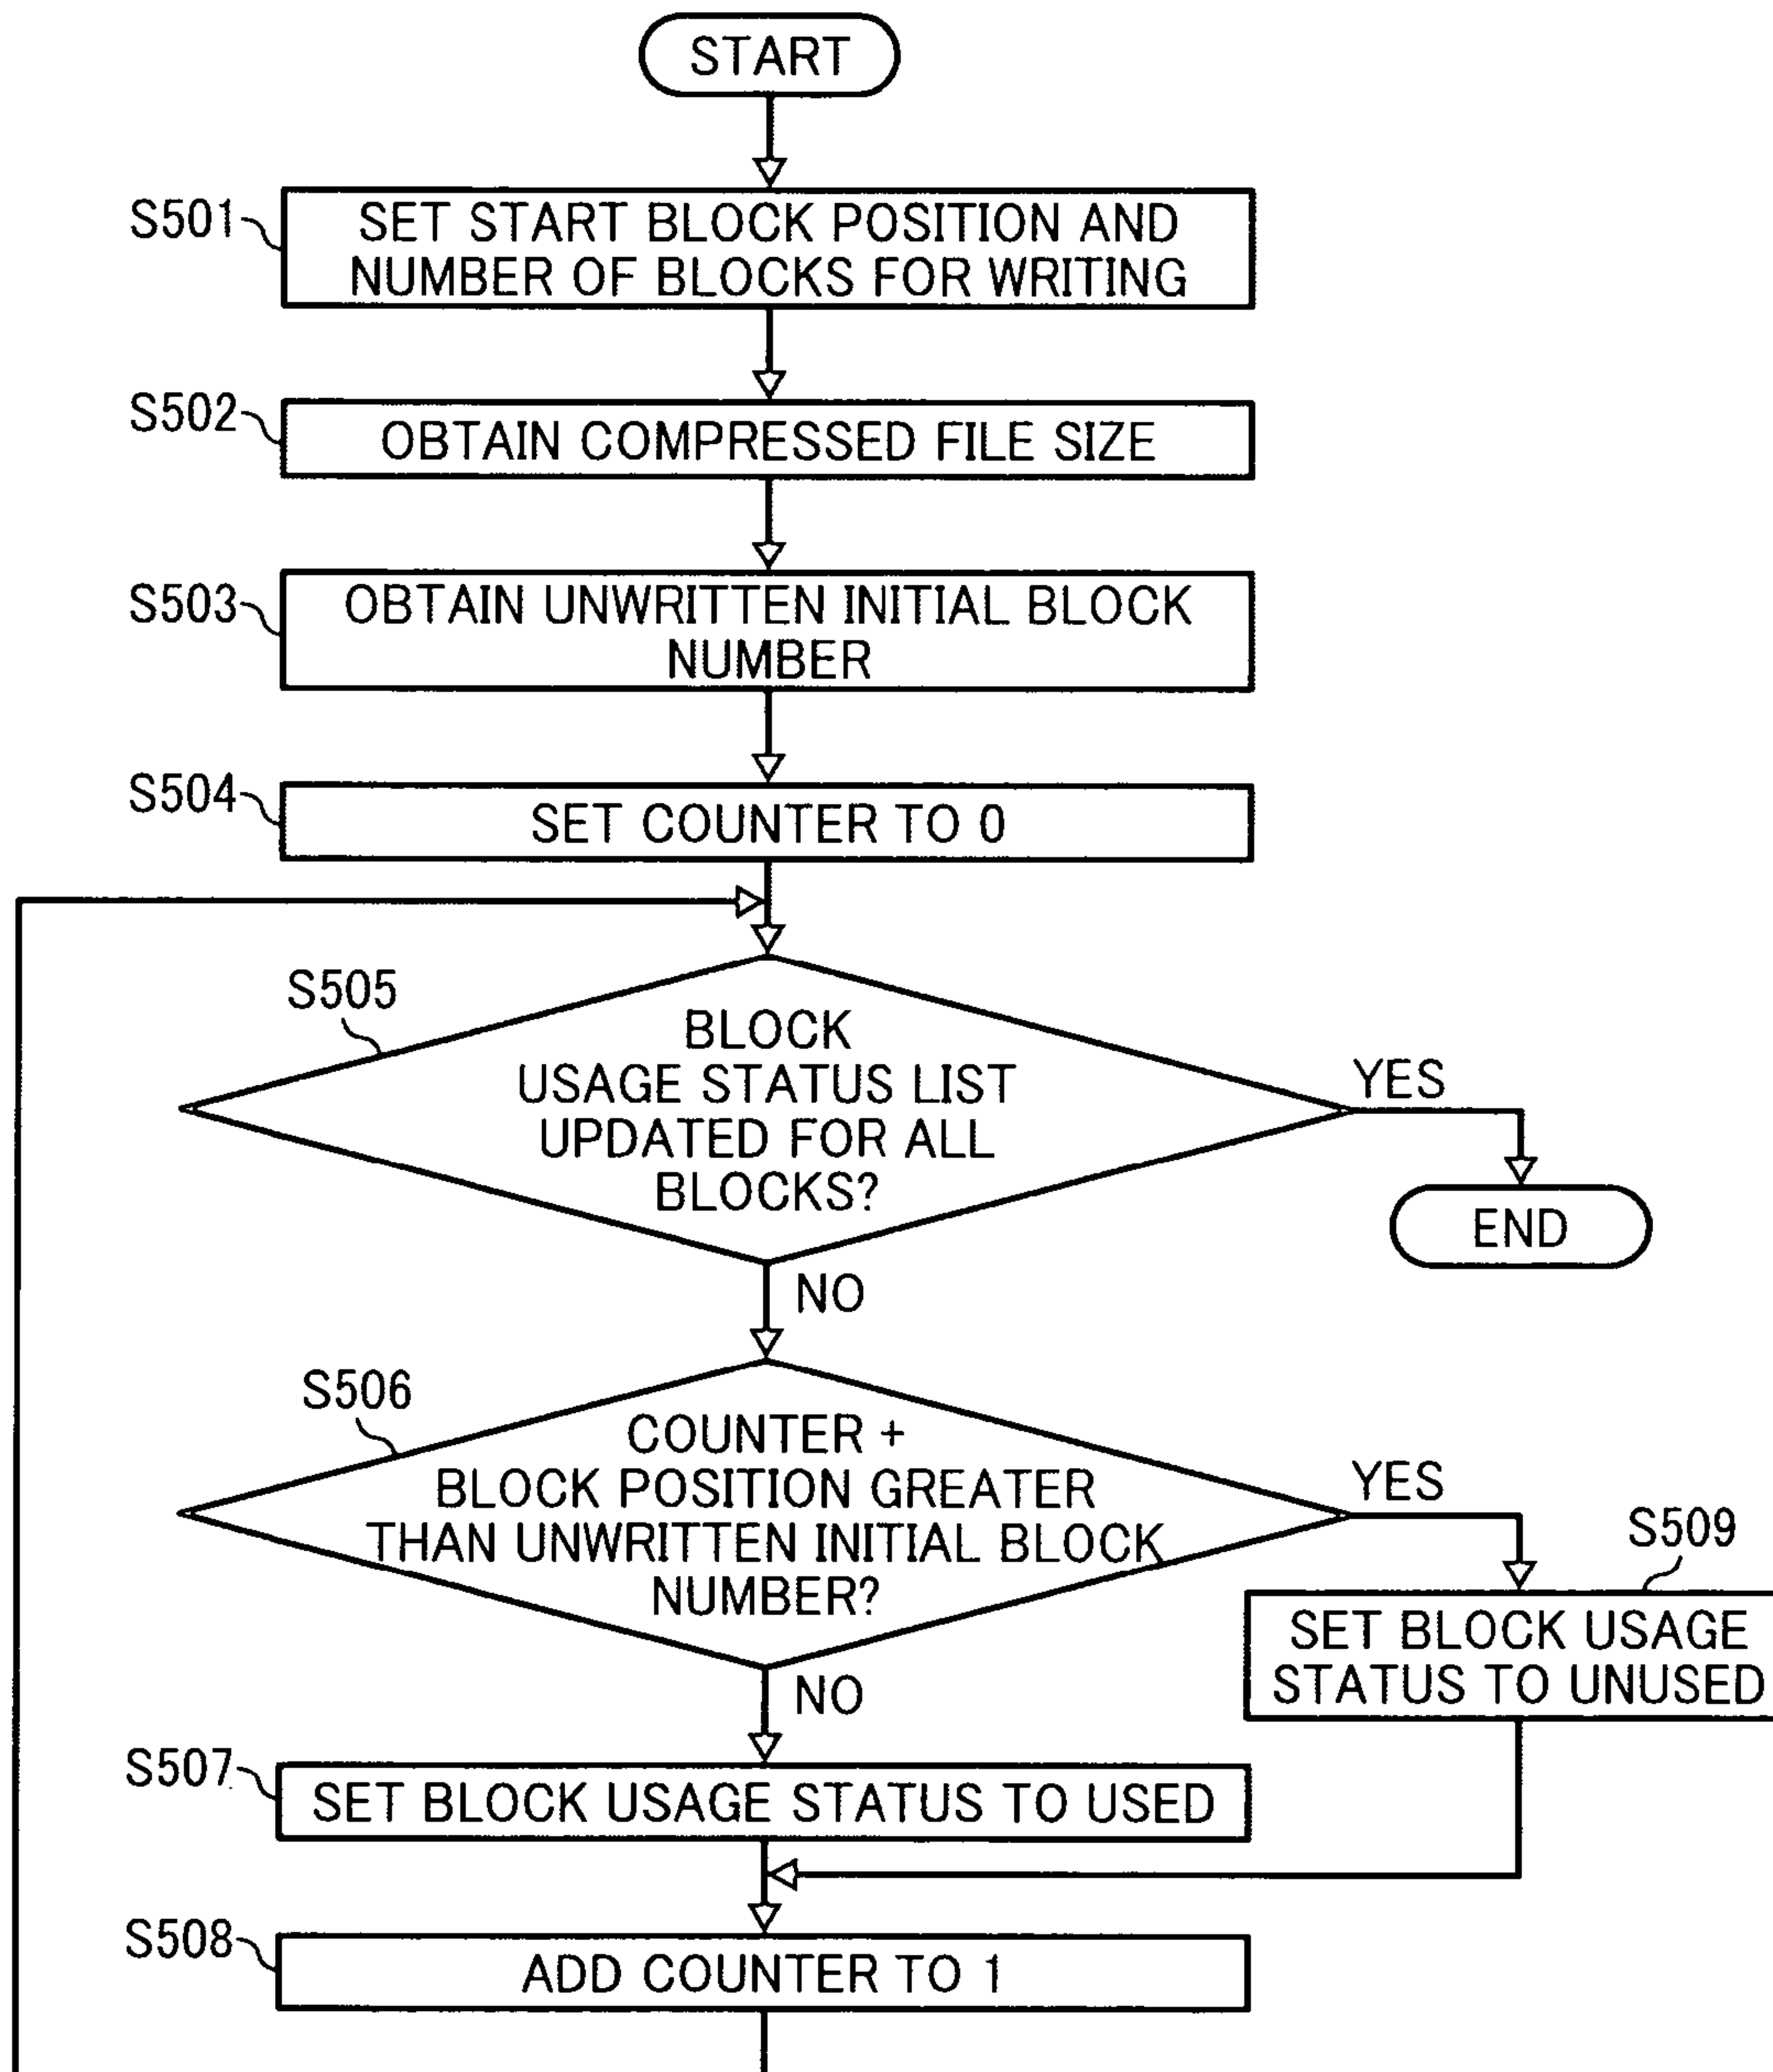 START
S501
SET START BLOCK POSITION AND
NUMBER OF BLOCKS FOR WRITING
S502
OBTAIN COMPRESSED FILE SIZE
S503
OBTAIN UNWRITTEN INITIAL BLOCK
NUMBER
S504
SET COUNTER TO 0
S505
BLOCK
USAGE STATUS LIST
UPDATED FOR ALL
BLOCKS?
YES
END
NO
S506
COUNTER +
BLOCK POSITION GREATER
THAN UNWRITTEN INITIAL BLOCK
NUMBER?
YES
S509
SET BLOCK USAGE
STATUS TO UNUSED
NO
S507
SET BLOCK USAGE STATUS TO USED
S508
ADD COUNTER TO 1